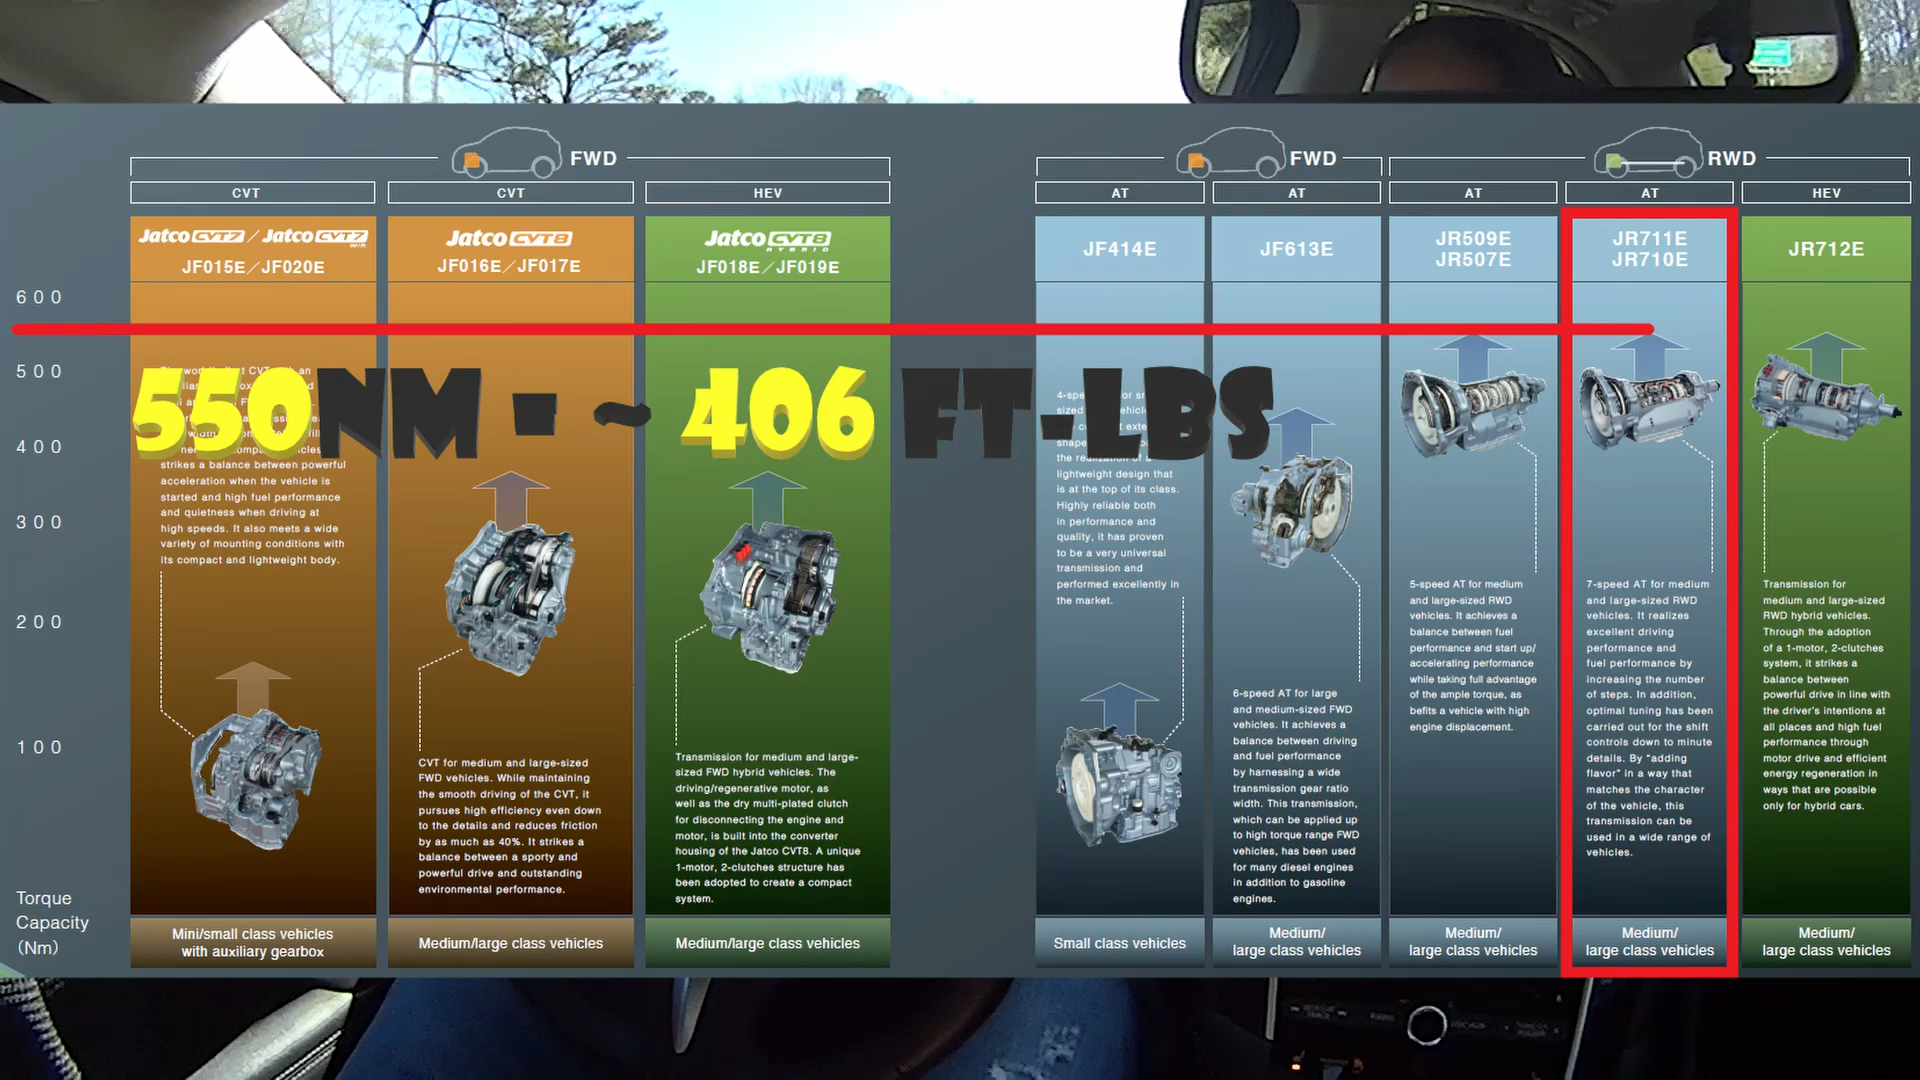 FWD
FWD
RWD
CVT
CVT
HEV
AT
AT
AT
AT
HEV
Jatco CVT7 / Jatco CVT7 W/R
JF015E/JF020E
Jatco CVT8
JF016E/JF017E
Jatco CVT8 HYBRID
JF018E/JF019E
JF414E
JF613E
JR509E
JR507E
JR711E
JR710E
JR712E
600
500
400
300
200
100
Torque
Capacity
(Nm)
550NM - ~ 406 FT-LBS
strikes a balance between powerful
acceleration when the vehicle is
started and high fuel performance
and quietness when driving at
high speeds. It also meets a wide
variety of mounting conditions with
its compact and lightweight body.
CVT for medium and large-sized
FWD vehicles. While maintaining
the smooth driving of the CVT, it
pursues high efficiency even down
to the details and reduces friction
by as much as 40%. It strikes a
balance between a sporty and
powerful drive and outstanding
environmental performance.
Transmission for medium and large-
sized FWD hybrid vehicles. The
driving/regenerative motor, as
well as the dry multi-plated clutch
for disconnecting the engine and
motor, is built into the converter
housing of the Jatco CVT8. A unique
1-motor, 2-clutches structure has
been adopted to create a compact
system.
lightweight design that
is at the top of its class.
Highly reliable both
in performance and
quality, it has proven
to be a very universal
transmission and
performed excellently in
the market.
6-speed AT for large
and medium-sized FWD
vehicles. It achieves a
balance between driving
and fuel performance
by harnessing a wide
transmission gear ratio
width. This transmission,
which can be applied up
to high torque range FWD
vehicles, has been used
for many diesel engines
in addition to gasoline
engines.
5-speed AT for medium
and large-sized RWD
vehicles. It achieves a
balance between fuel
performance and start up/
accelerating performance
while taking full advantage
of the ample torque, as
befits a vehicle with high
engine displacement.
7-speed AT for medium
and large-sized RWD
vehicles. It realizes
excellent driving
performance and
fuel performance by
increasing the number
of steps. In addition,
optimal tuning has been
carried out for the shift
controls down to minute
details. By "adding
flavor" in a way that
matches the character
of the vehicle, this
transmission can be
used in a wide range of
vehicles.
Transmission for
medium and large-sized
RWD hybrid vehicles.
Through the adoption
of a 1-motor, 2-clutches
system, it strikes a
balance between
powerful drive in line with
the driver's intentions at
all places and high fuel
performance through
motor drive and efficient
energy regeneration in
ways that are possible
only for hybrid cars.
Mini/small class vehicles
with auxiliary gearbox
Medium/large class vehicles
Medium/large class vehicles
Small class vehicles
Medium/
large class vehicles
Medium/
large class vehicles
Medium/
large class vehicles
Medium/
large class vehicles